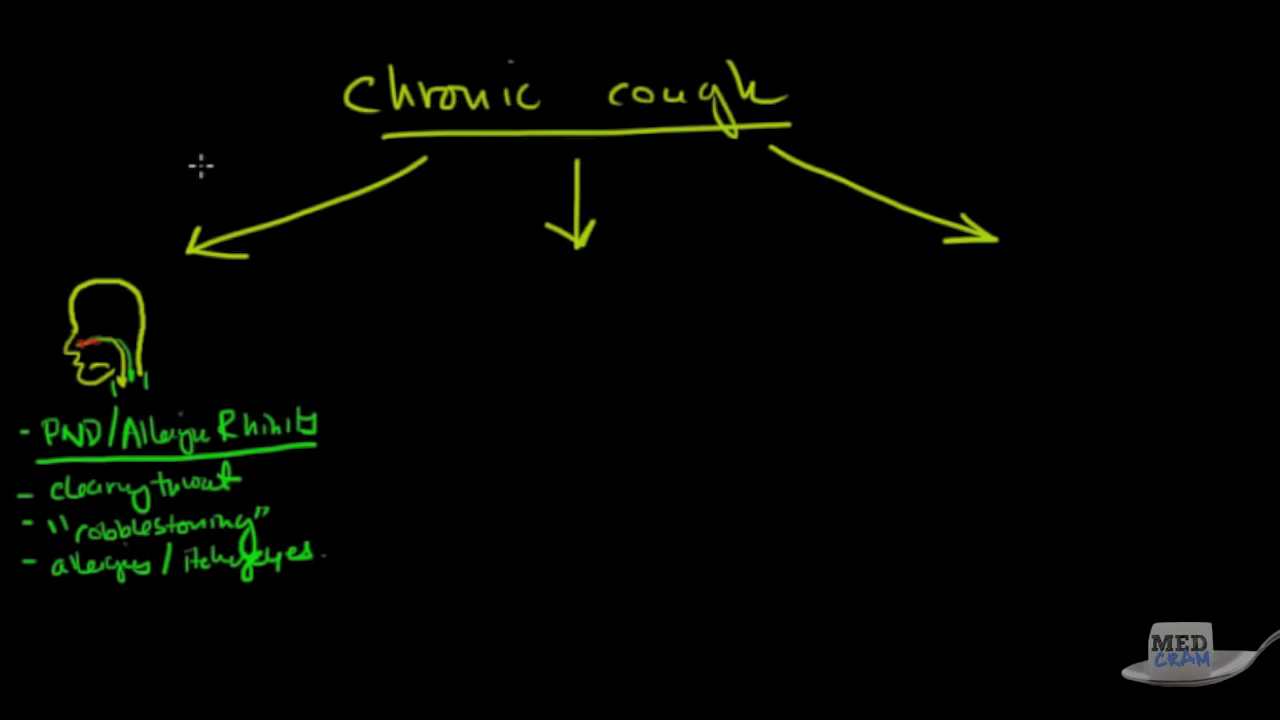 Chronic cough
- PND/Allergic Rhinitis
- clearing throat
- "cobblestoning"
- allergies / itchy eyes.
MED
CRAM